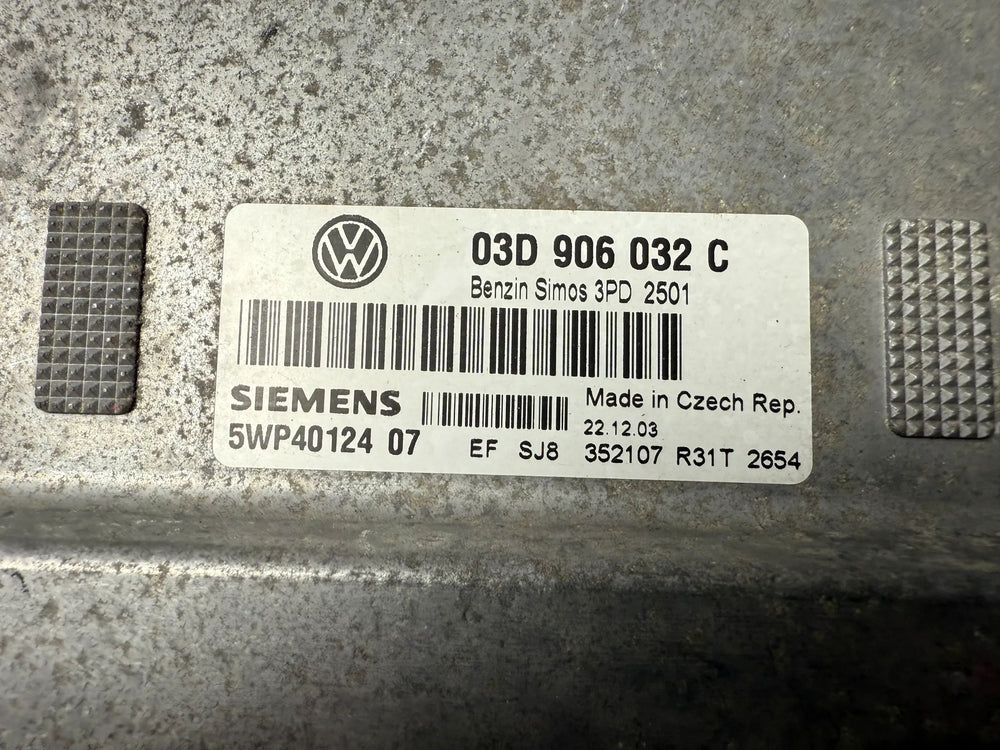 03D 906 032 C
Benzin Simos 3PD 2501
SIEMENS
Made in Czech Rep.
22.12.03
5WP40124 07
EF SJ8 352107 R31T 2654